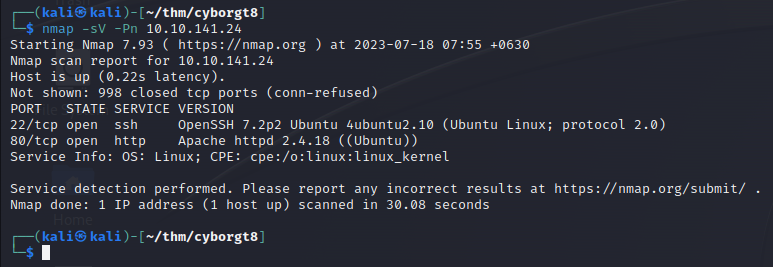 ┌──(kali㉿kali)-[~/thm/cyborgt8]
└─$ nmap -sV -Pn 10.10.141.24
Starting Nmap 7.93 ( https://nmap.org ) at 2023-07-18 07:55 +0630
Nmap scan report for 10.10.141.24
Host is up (0.22s latency).
Not shown: 998 closed tcp ports (conn-refused)
PORT   STATE SERVICE VERSION
22/tcp open  ssh     OpenSSH 7.2p2 Ubuntu 4ubuntu2.10 (Ubuntu Linux; protocol 2.0)
80/tcp open  http    Apache httpd 2.4.18 ((Ubuntu))
Service Info: OS: Linux; CPE: cpe:/o:linux:linux_kernel
Service detection performed. Please report any incorrect results at https://nmap.org/submit/ .
Nmap done: 1 IP address (1 host up) scanned in 30.08 seconds
Home
┌──(kali㉿kali)-[~/thm/cyborgt8]
└─$